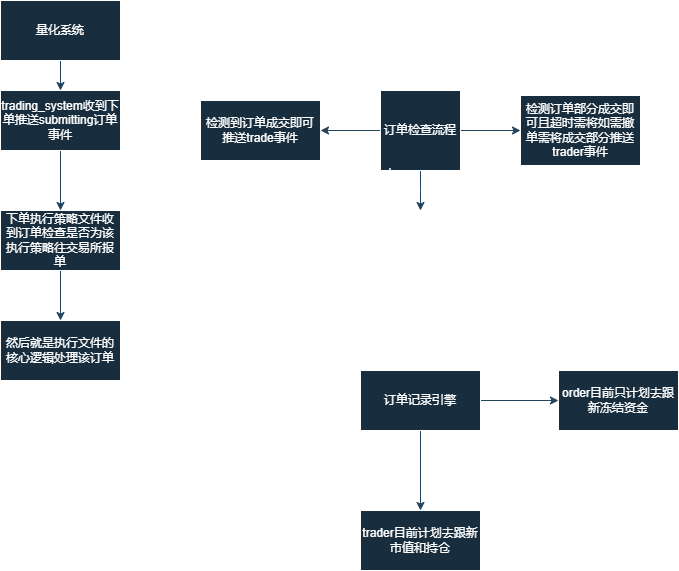 量化系统
trading_system收到下
单推送submitting订单
事件
下单执行策略文件收
到订单检查是否为该
执行策略往交易所报
单
然后就是执行文件的
核心逻辑处理该订单
检测到订单成交即可
推送trade事件
订单检查流程
检测订单部分成交即
可且超时需将如需撤
单需将成交部分推送
trader事件
订单记录引擎
order目前只计划去跟
新冻结资金
trader目前计划去跟新
市值和持仓